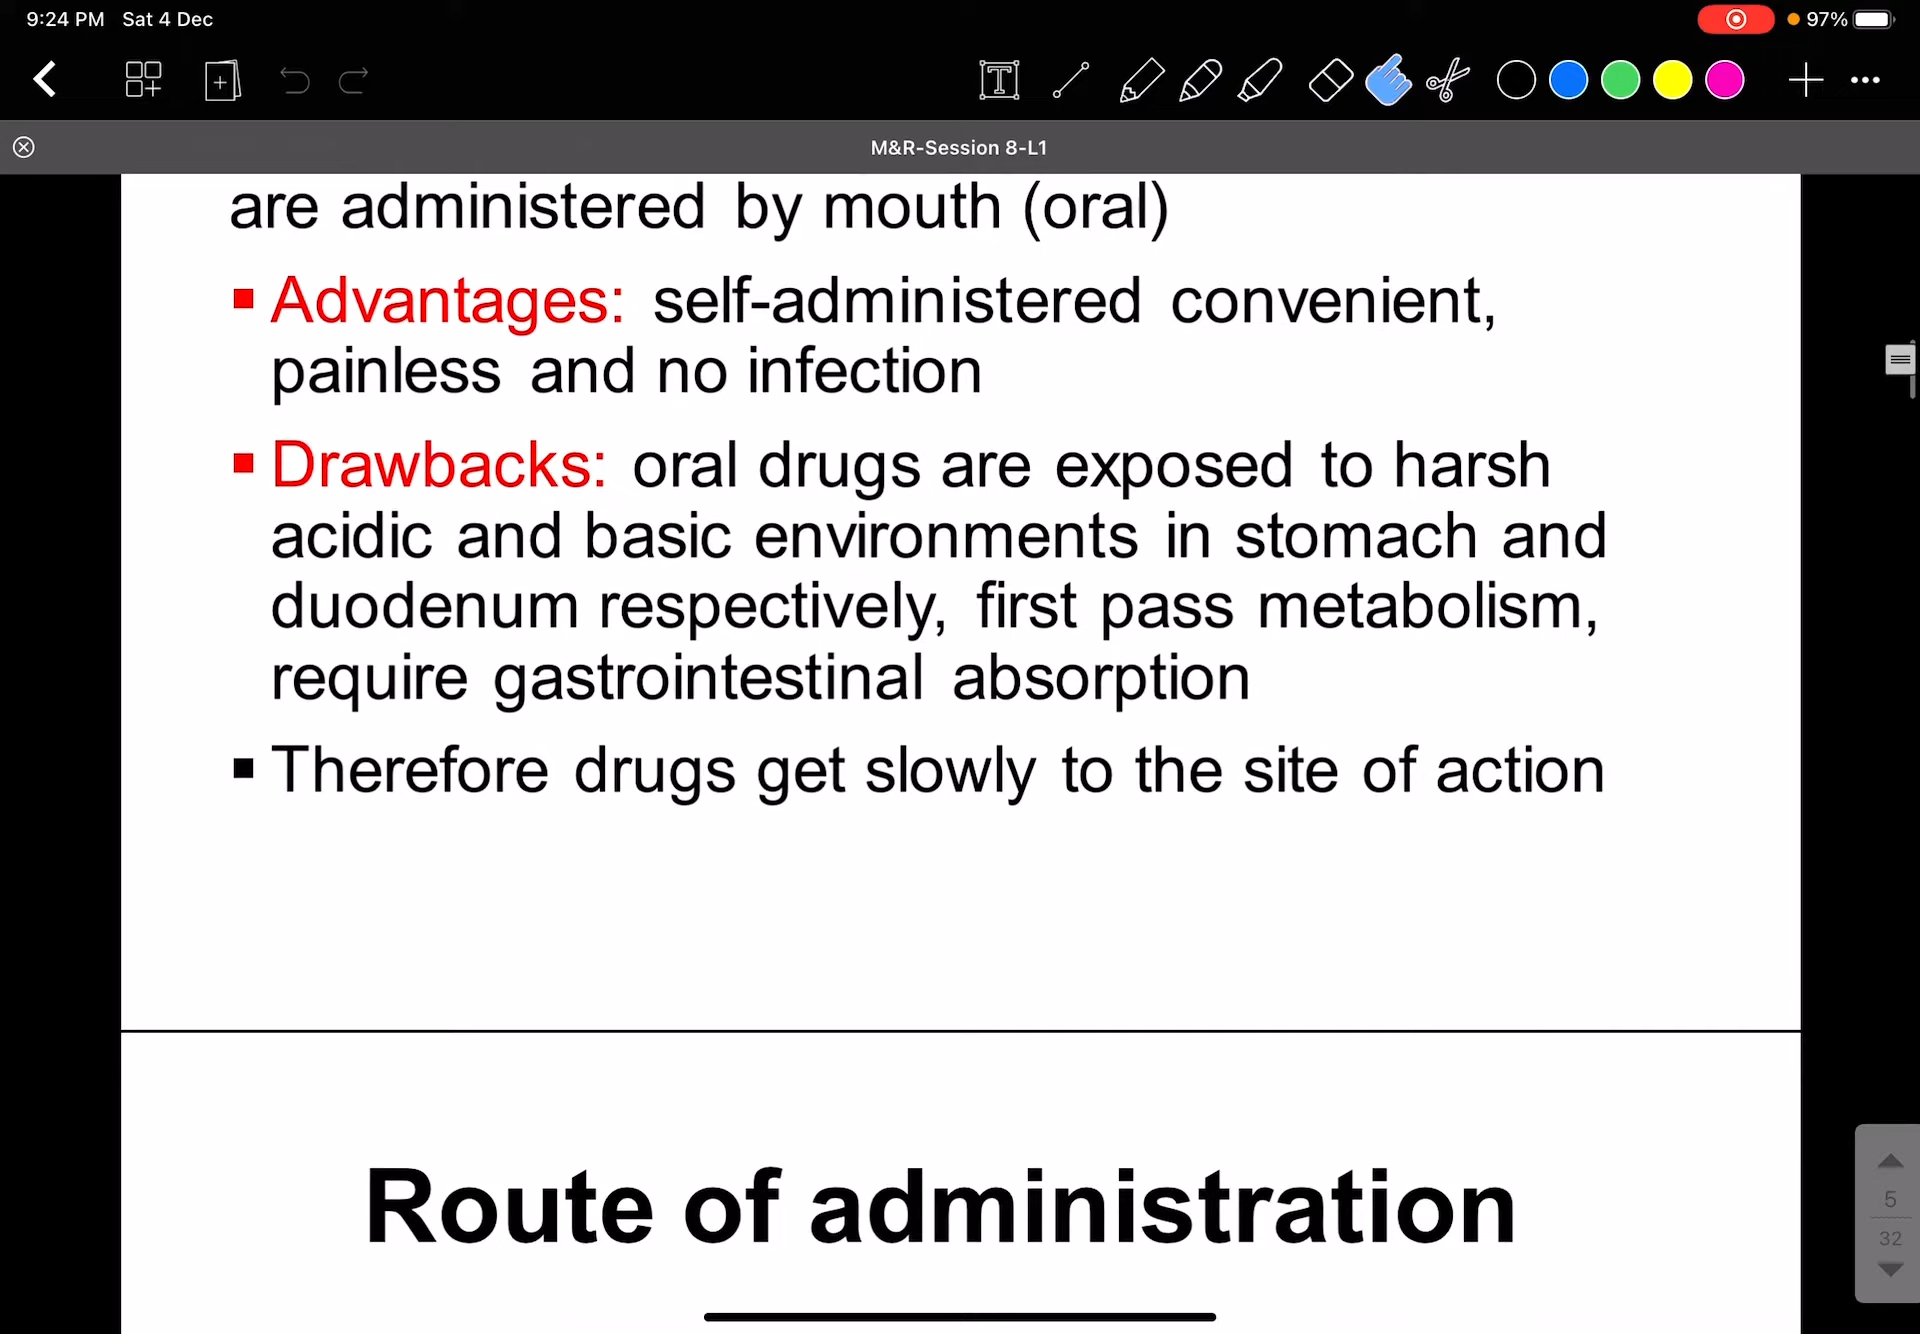 9:24 PM Sat 4 Dec
97%
T
M&R-Session 8-L1
are administered by mouth (oral)
▪ Advantages: self-administered convenient,
painless and no infection
▪ Drawbacks: oral drugs are exposed to harsh
acidic and basic environments in stomach and
duodenum respectively, first pass metabolism,
require gastrointestinal absorption
▪ Therefore drugs get slowly to the site of action
Route of administration
5
32